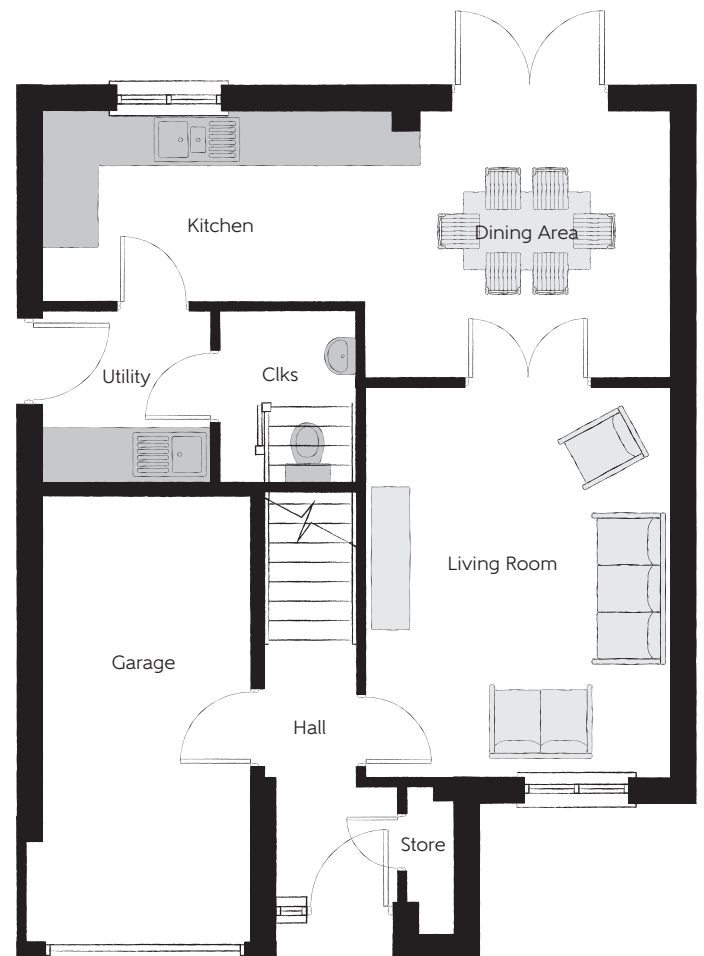 Kitchen
Dining Area
Utility
Clks
Living Room
Garage
Hall
Store